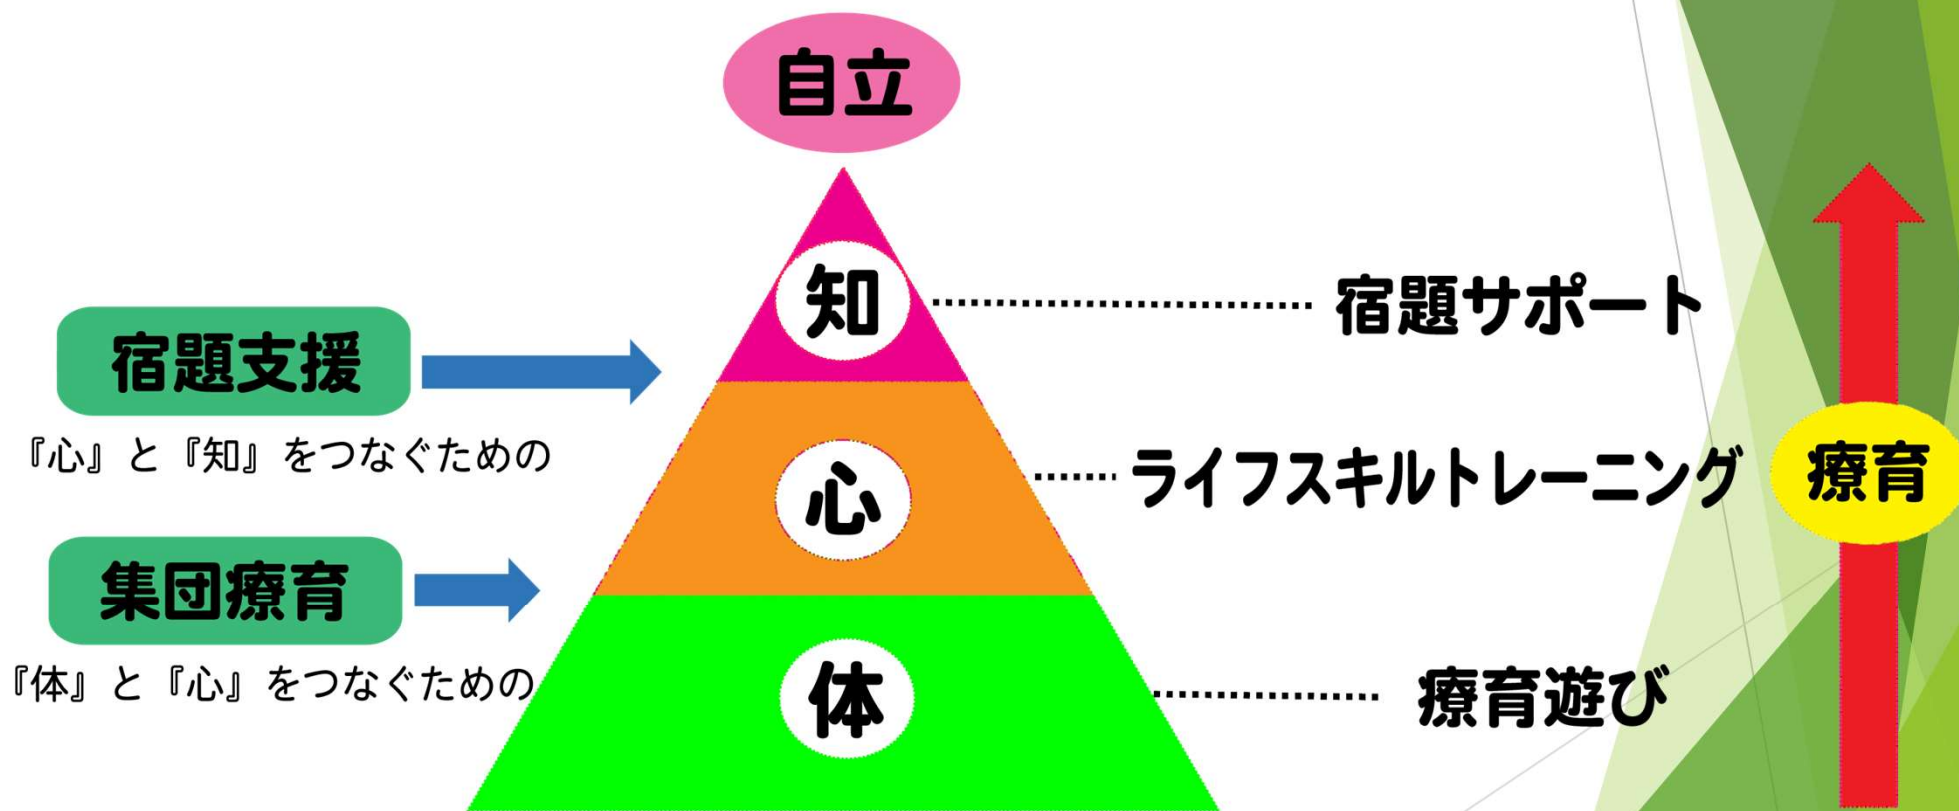 自立
知
宿題サポート
宿題支援
『心』と『知』をつなぐための
心
ライフスキルトレーニング
療育
集団療育
『体』と『心』をつなぐための
体
療育遊び